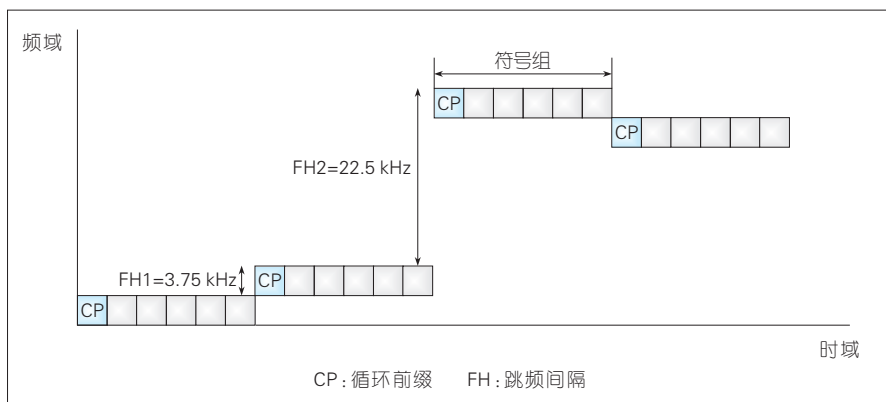 频域
符号组
CP
CP
FH2=22.5 kHz
FH1=3.75 kHz
CP
CP
时域
CP:循环前缀 FH:跳频间隔